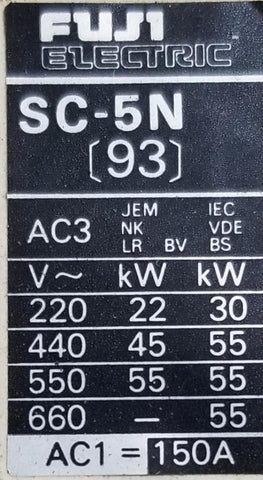 FUJI
ELECTRIC
SC-5N
[93]
JEM IEC
AC3 NK VDE
LR BV BS
V~ kW kW
220 22 30
440 45 55
550 55 55
660 — 55
AC1 = 150A